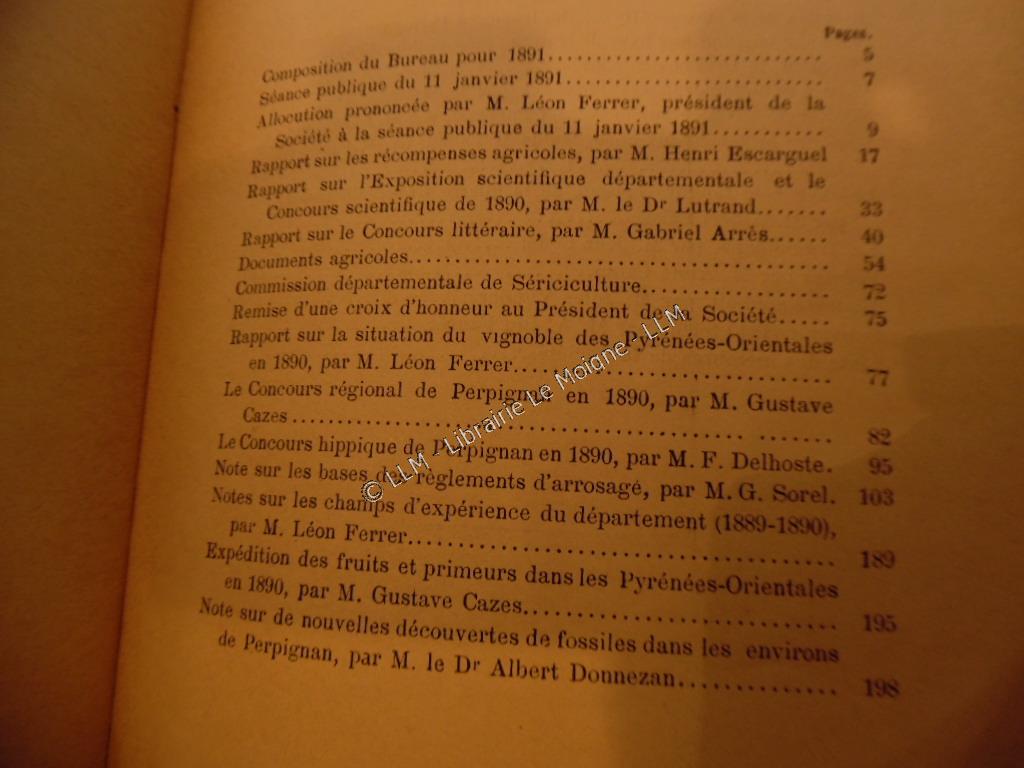 Pages.
Composition du Bureau pour 1891............................ 5
Séance publique du 11 janvier 1891.......................... 7
Allocution prononcée par M. Léon Ferrer, président de la
Société à la séance publique du 11 janvier 1891........... 9
Rapport sur les récompenses agricoles, par M. Henri Escarguel 17
Rapport sur l'Exposition scientifique départementale et le
Concours scientifique de 1890, par M. le Dr Lutrand....... 33
Rapport sur le Concours littéraire, par M. Gabriel Arrès...... 40
Documents agricoles.......................................... 54
Commission départementale de Sériciculture.................. 72
Remise d'une croix d'honneur au Président de la Société..... 75
Rapport sur la situation du vignoble des Pyrénées-Orientales
en 1890, par M. Léon Ferrer................................ 77
Le Concours régional de Perpignan en 1890, par M. Gustave
Cazes....................................................... 82
Le Concours hippique de Perpignan en 1890, par M. F. Delhoste. 95
Note sur les bases des règlements d'arrosage, par M. G. Sorel. 103
Notes sur les champs d'expérience du département (1889-1890),
par M. Léon Ferrer.......................................... 189
Expédition des fruits et primeurs dans les Pyrénées-Orientales
en 1890, par M. Gustave Cazes............................... 195
Note sur de nouvelles découvertes de fossiles dans les environs
de Perpignan, par M. le Dr Albert Donnezan............... 198
© LLM - Librairie Le Moigne - LLM